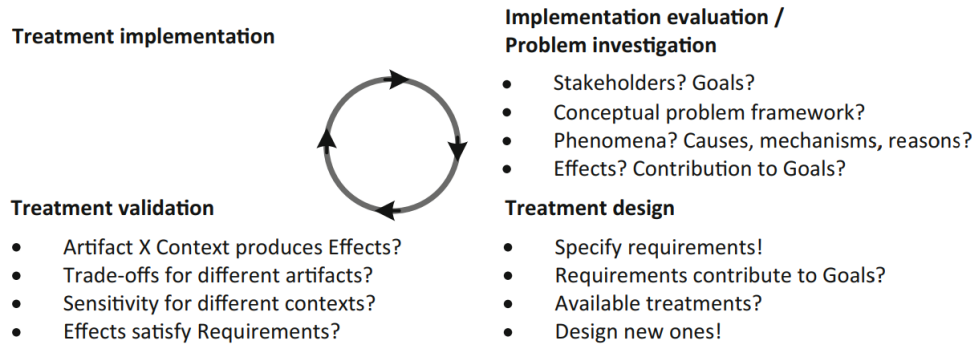 Treatment implementation
Implementation evaluation /
Problem investigation
• Stakeholders? Goals?
• Conceptual problem framework?
• Phenomena? Causes, mechanisms, reasons?
• Effects? Contribution to Goals?
Treatment validation
• Artifact X Context produces Effects?
• Trade-offs for different artifacts?
• Sensitivity for different contexts?
• Effects satisfy Requirements?
Treatment design
• Specify requirements!
• Requirements contribute to Goals?
• Available treatments?
• Design new ones!